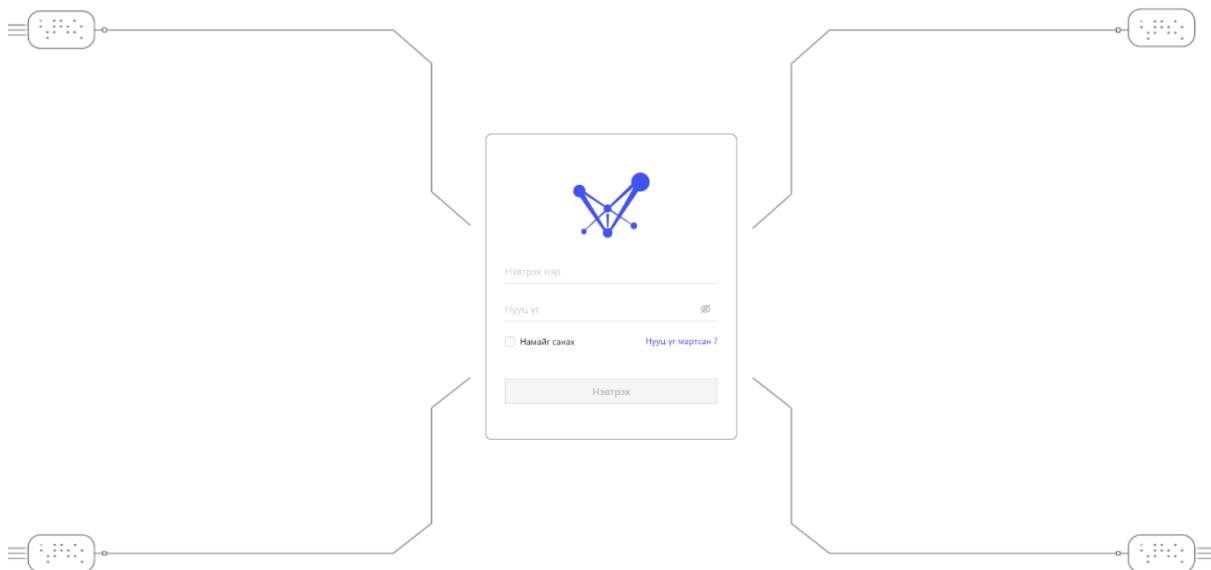 Нэвтрэх нэр
Нууц үг
Намайг санах
Нууц үг мартсан ?
Нэвтрэх